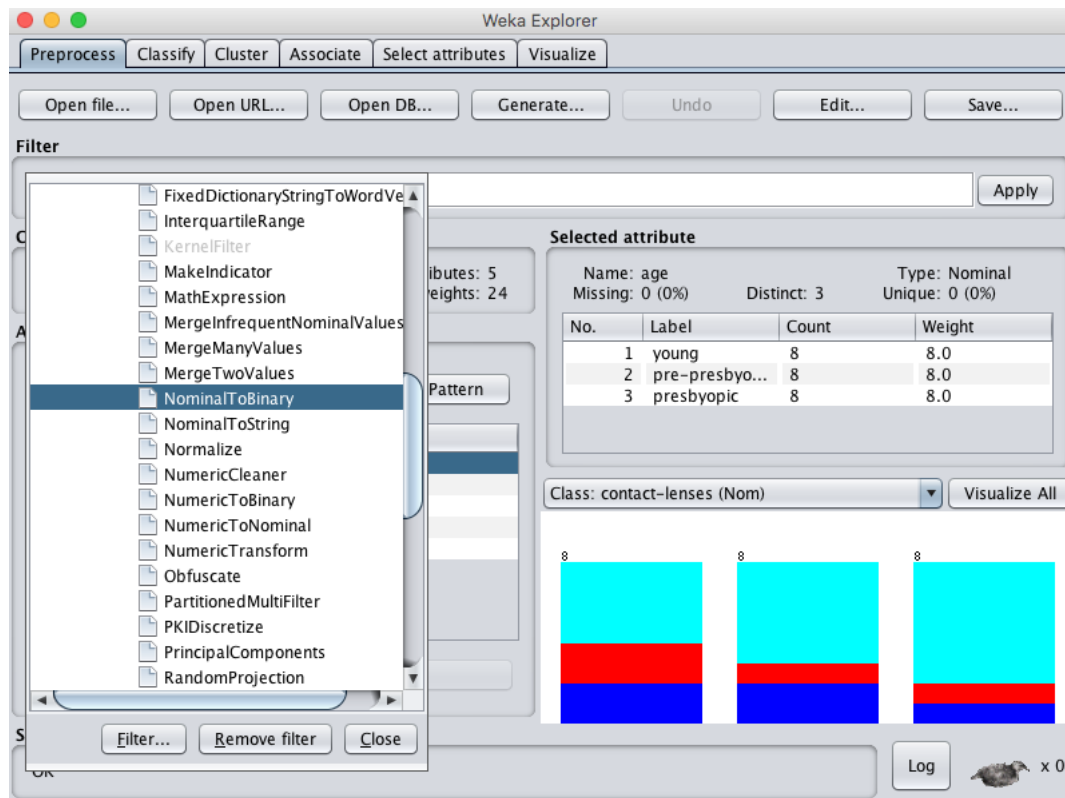 Weka Explorer
Preprocess Classify Cluster Associate Select attributes Visualize
Open file... Open URL... Open DB... Generate... Undo Edit... Save...
Filter
Apply
FixedDictionaryStringToWordVe
InterquartileRange
KernelFilter
MakeIndicator
MathExpression
MergeInfrequentNominalValues
MergeManyValues
MergeTwoValues
NominalToBinary
NominalToString
Normalize
NumericCleaner
NumericToBinary
NumericToNominal
NumericTransform
Obfuscate
PartitionedMultiFilter
PKIDiscretize
PrincipalComponents
RandomProjection
Filter... Remove filter Close
C
ibutes: 5
eights: 24
A
Pattern
Selected attribute
Name: age Type: Nominal
Missing: 0 (0%) Distinct: 3 Unique: 0 (0%)
No. Label Count Weight
1 young 8 8.0
2 pre-presbyo... 8 8.0
3 presbyopic 8 8.0
Class: contact-lenses (Nom) Visualize All
8 8 8
S
OK
Log x 0